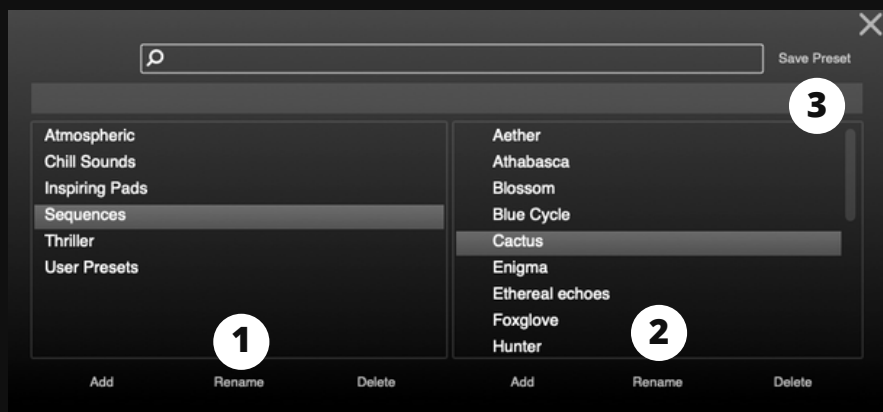 Save Preset
3
Atmospheric
Chill Sounds
Inspiring Pads
Sequences
Thriller
User Presets
1
Add Rename Delete
Aether
Athabasca
Blossom
Blue Cycle
Cactus
Enigma
Ethereal echoes
Foxglove
Hunter
2
Add Rename Delete